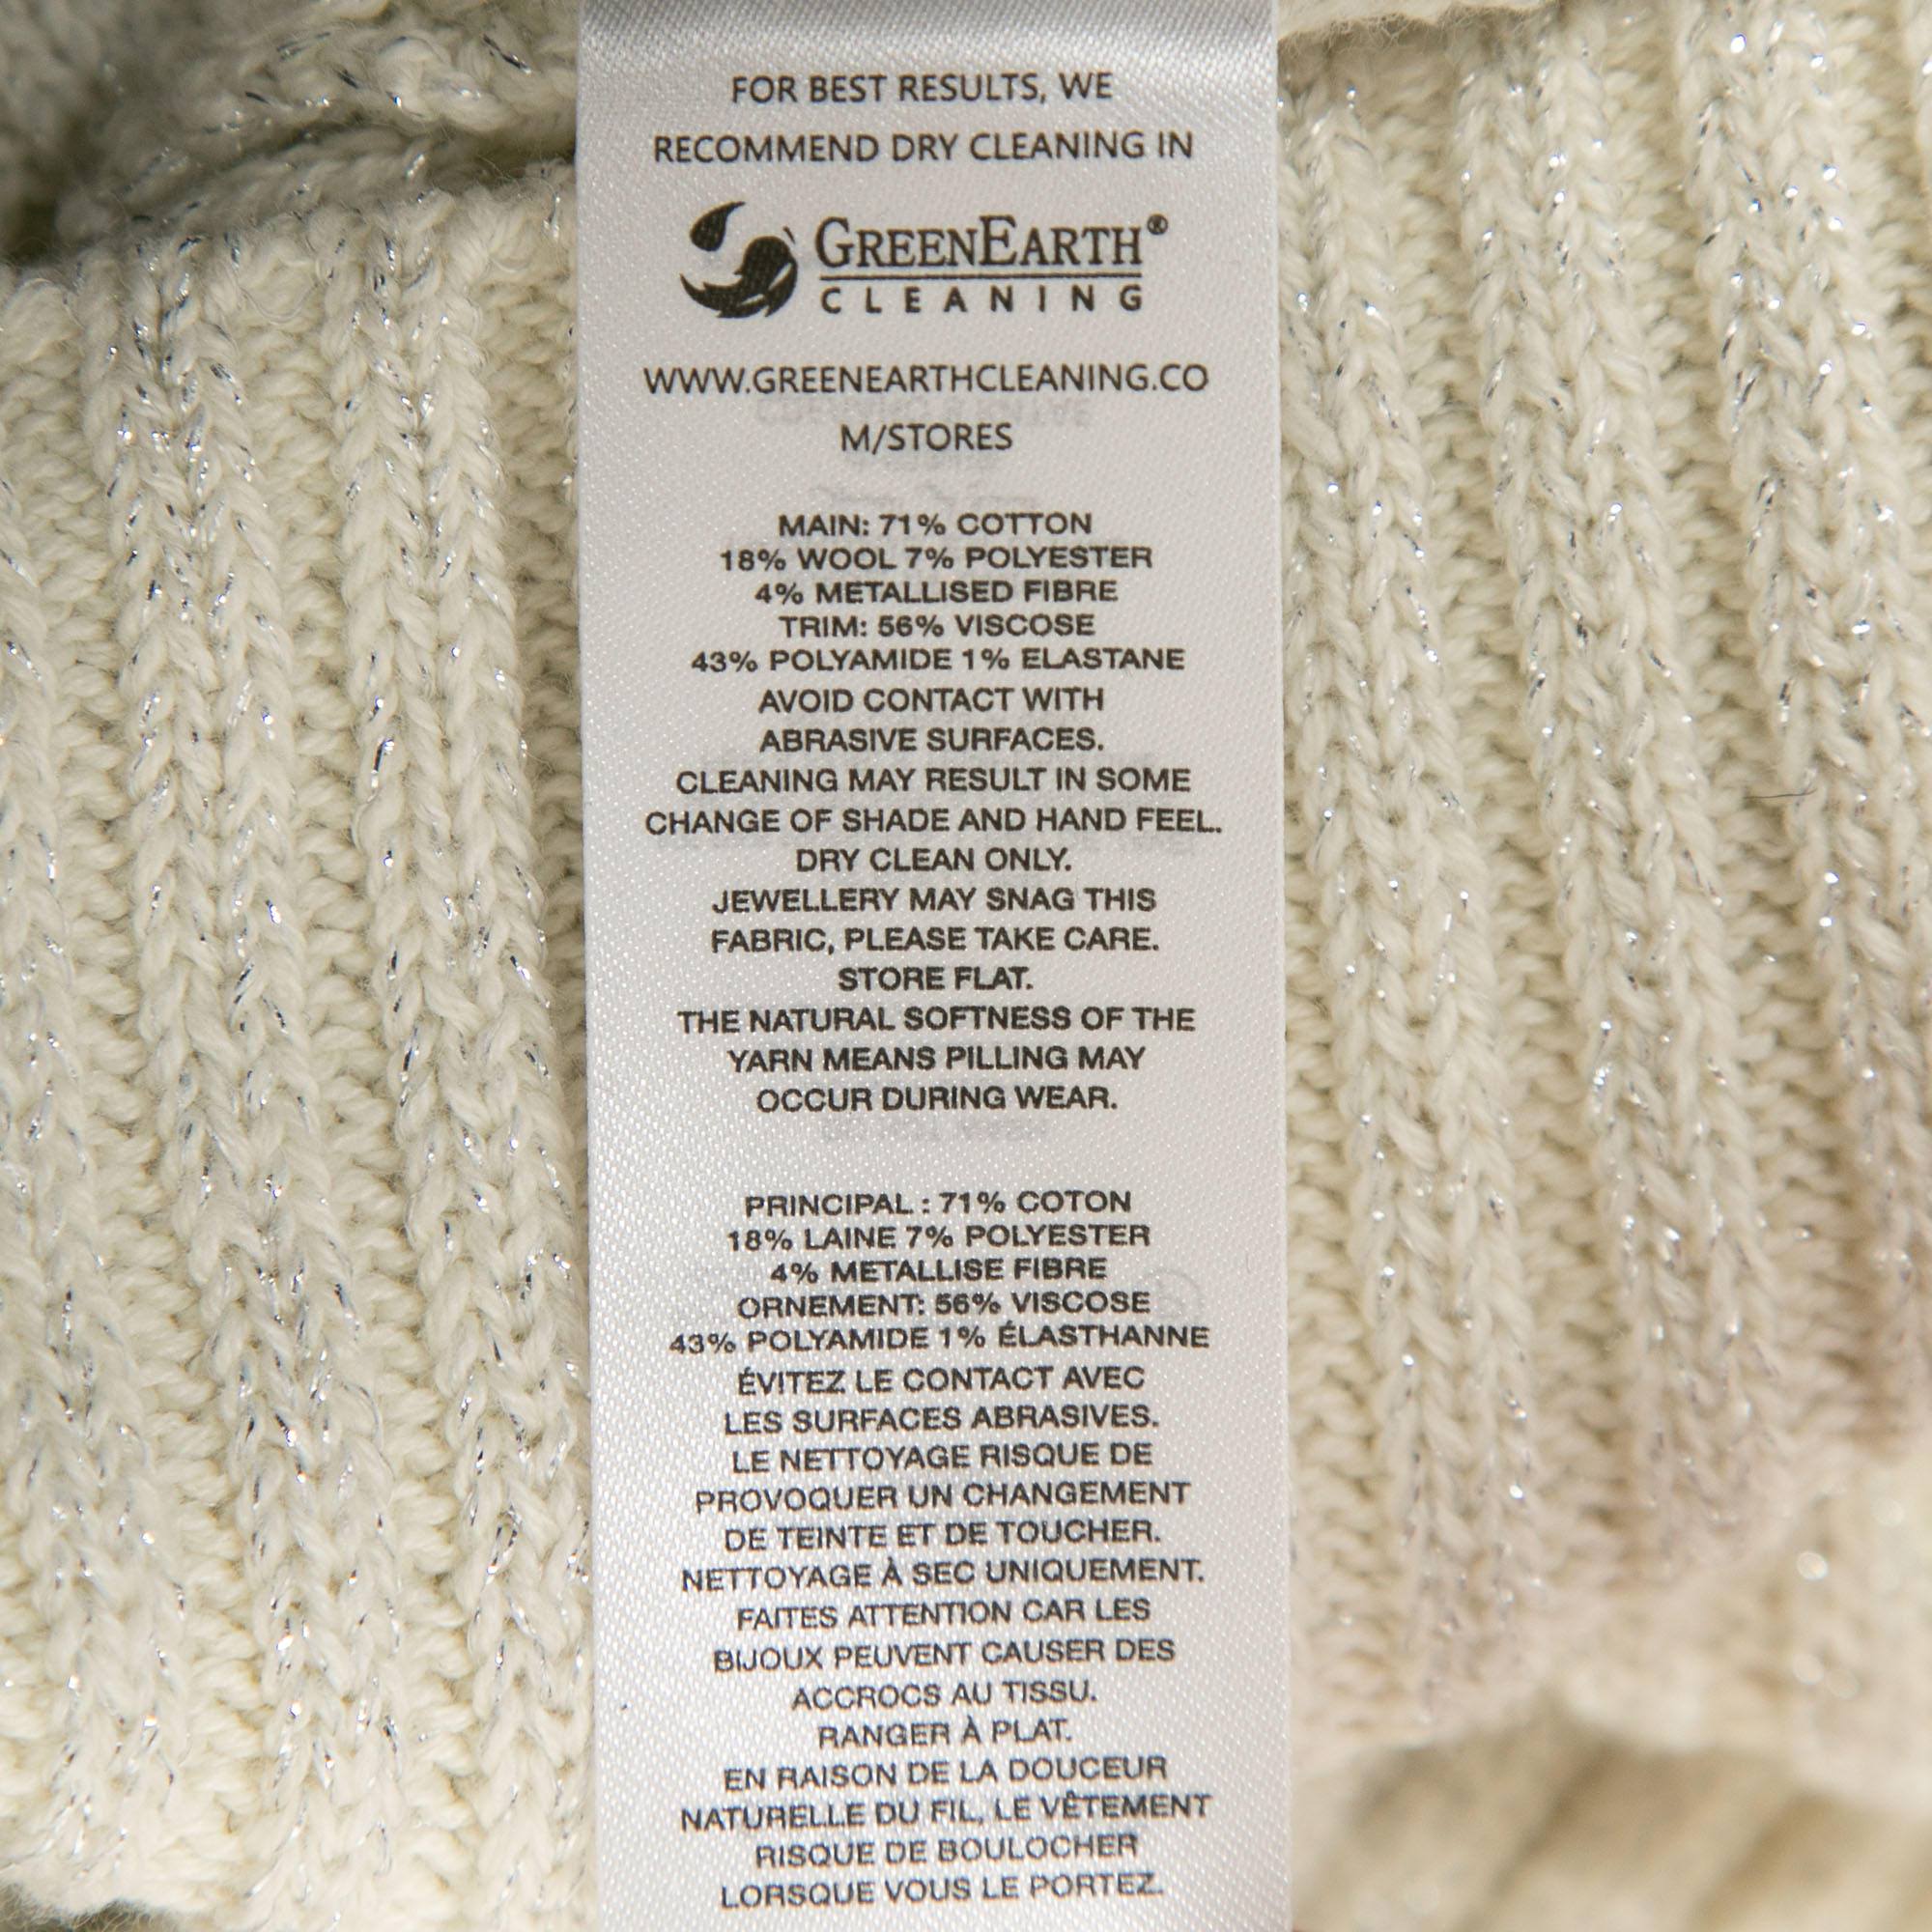 FOR BEST RESULTS, WE
RECOMMEND DRY CLEANING IN
GREENEARTH®
CLEANING
WWW.GREENEARTHCLEANING.CO
M/STORES
MAIN: 71% COTTON
18% WOOL 7% POLYESTER
4% METALLISED FIBRE
TRIM: 56% VISCOSE
43% POLYAMIDE 1% ELASTANE
AVOID CONTACT WITH
ABRASIVE SURFACES.
CLEANING MAY RESULT IN SOME
CHANGE OF SHADE AND HAND FEEL.
DRY CLEAN ONLY.
JEWELLERY MAY SNAG THIS
FABRIC, PLEASE TAKE CARE.
STORE FLAT.
THE NATURAL SOFTNESS OF THE
YARN MEANS PILLING MAY
OCCUR DURING WEAR.
PRINCIPAL : 71% COTON
18% LAINE 7% POLYESTER
4% METALLISE FIBRE
ORNEMENT: 56% VISCOSE
43% POLYAMIDE 1% ÉLASTHANNE
ÉVITEZ LE CONTACT AVEC
LES SURFACES ABRASIVES.
LE NETTOYAGE RISQUE DE
PROVOQUER UN CHANGEMENT
DE TEINTE ET DE TOUCHER.
NETTOYAGE À SEC UNIQUEMENT.
FAITES ATTENTION CAR LES
BIJOUX PEUVENT CAUSER DES
ACCROCS AU TISSU.
RANGER À PLAT.
EN RAISON DE LA DOUCEUR
NATURELLE DU FIL, LE VÊTEMENT
RISQUE DE BOULOCHER
LORSQUE VOUS LE PORTEZ.